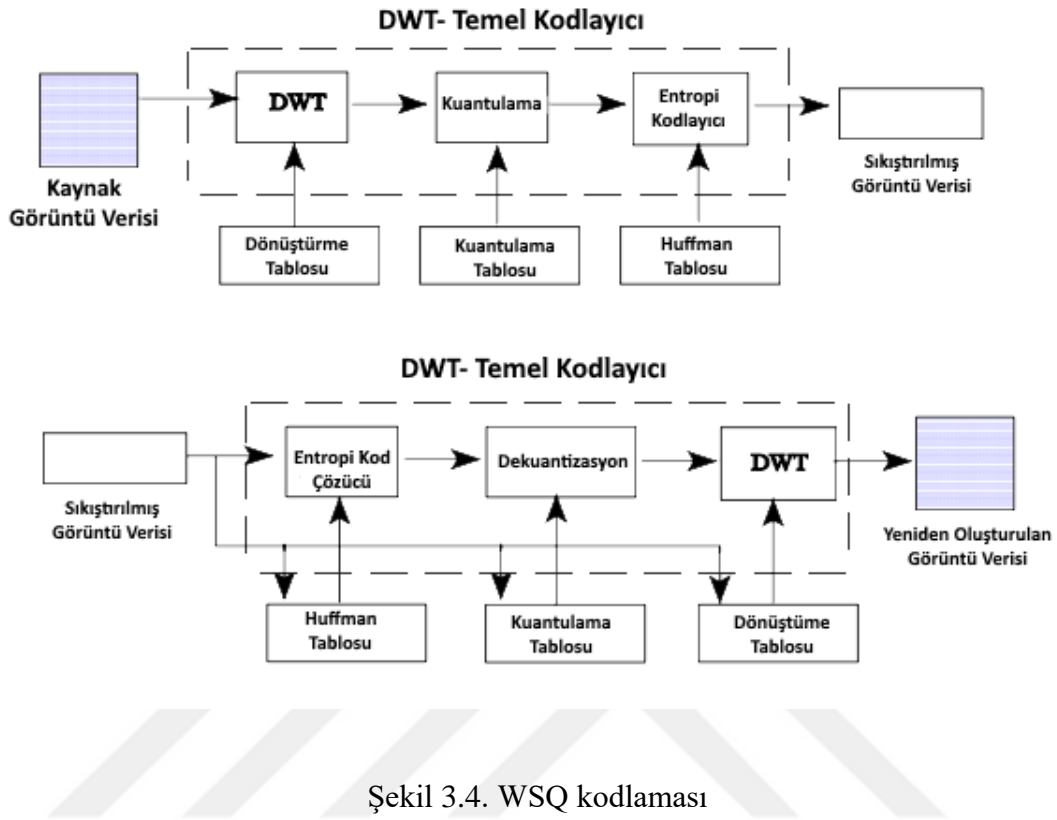 DWT- Temel Kodlayıcı
DWT
Kuantulama
Entropi
Kodlayıcı
Kaynak
Görüntü Verisi
Sıkıştırılmış
Görüntü Verisi
Dönüştürme
Tablosu
Kuantulama
Tablosu
Huffman
Tablosu
DWT- Temel Kodlayıcı
Entropi Kod
Çözücü
Dekuantizasyon
DWT
Sıkıştırılmış
Görüntü Verisi
Yeniden Oluşturulan
Görüntü Verisi
Huffman
Tablosu
Kuantulama
Tablosu
Dönüştüme
Tablosu
Şekil 3.4. WSQ kodlaması